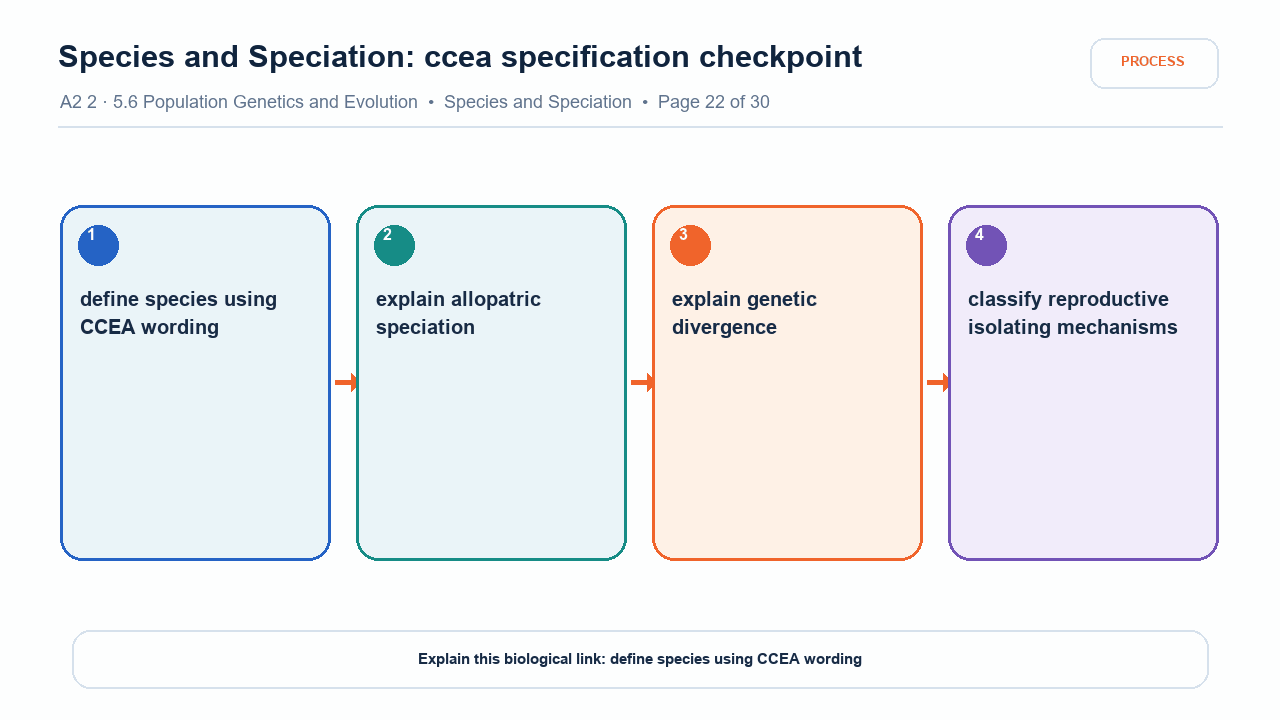 Species and Speciation: ccea specification checkpoint
PROCESS
A2 2 · 5.6 Population Genetics and Evolution • Species and Speciation • Page 22 of 30
1
define species using
CCEA wording
2
explain allopatric
speciation
3
explain genetic
divergence
4
classify reproductive
isolating mechanisms
Explain this biological link: define species using CCEA wording